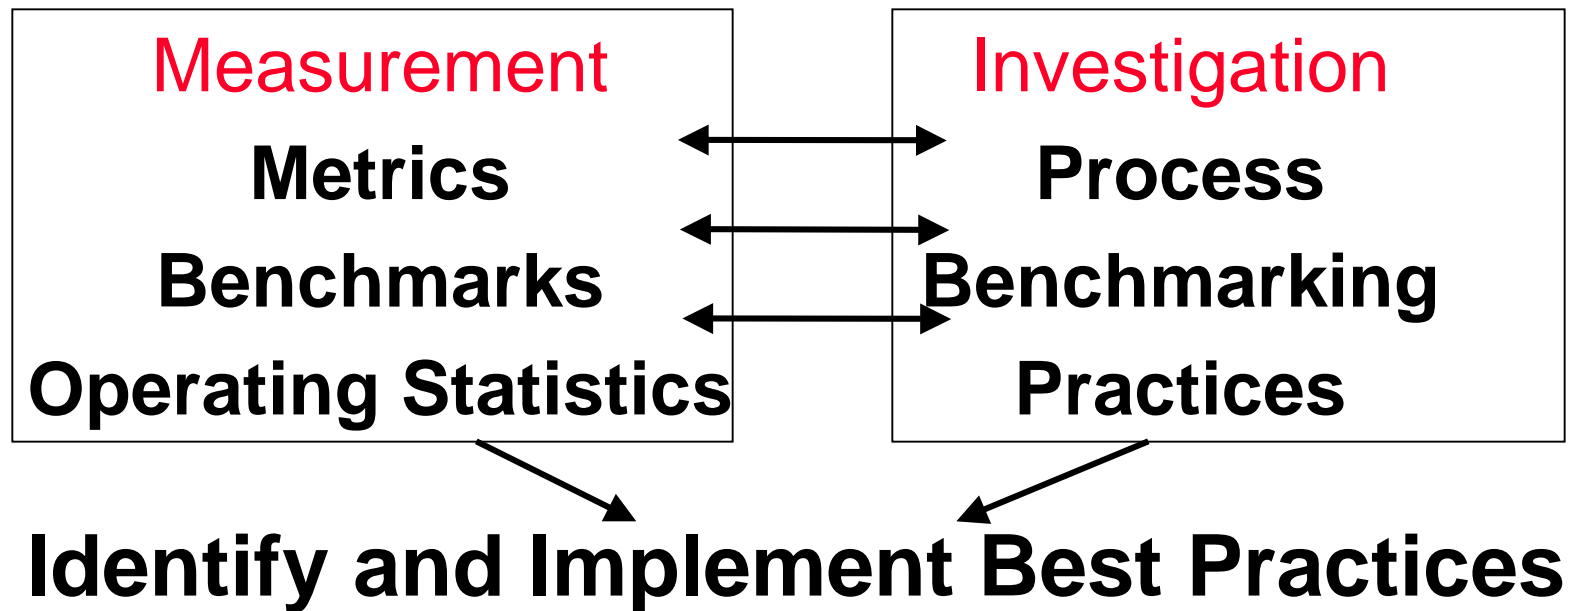 Measurement
Metrics
Benchmarks
Operating Statistics
Investigation
Process
Benchmarking
Practices
Identify and Implement Best Practices